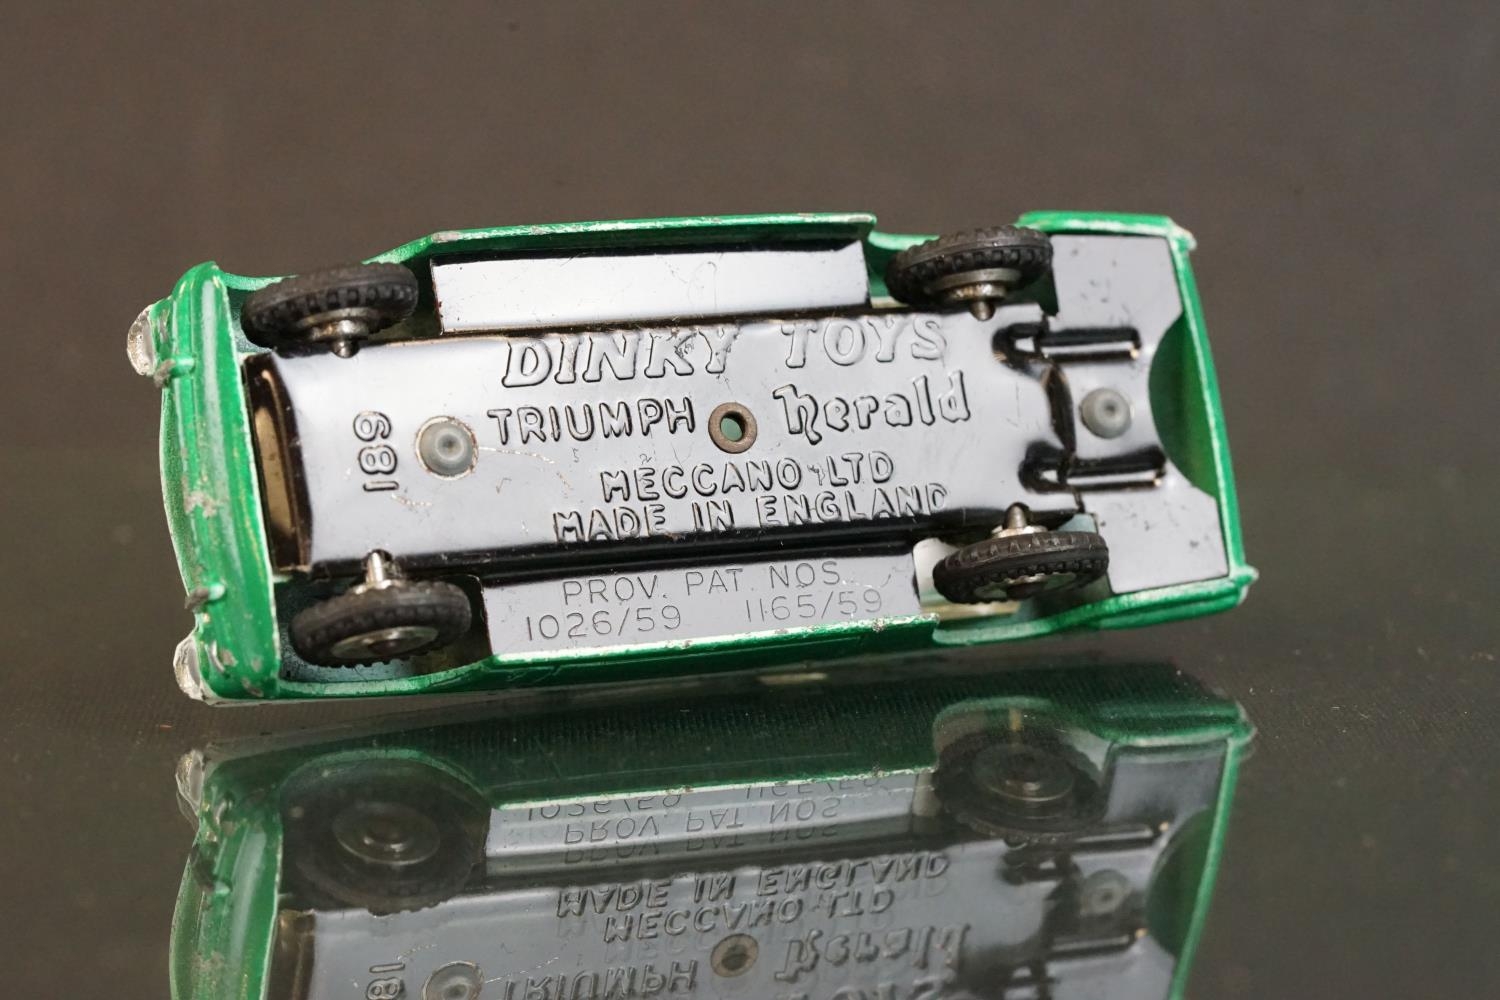 DINKY TOYS
TRIUMPH herald
189
MECCANO LTD
MADE IN ENGLAND
PROV. PAT. NOS.
1026/59 1165/59